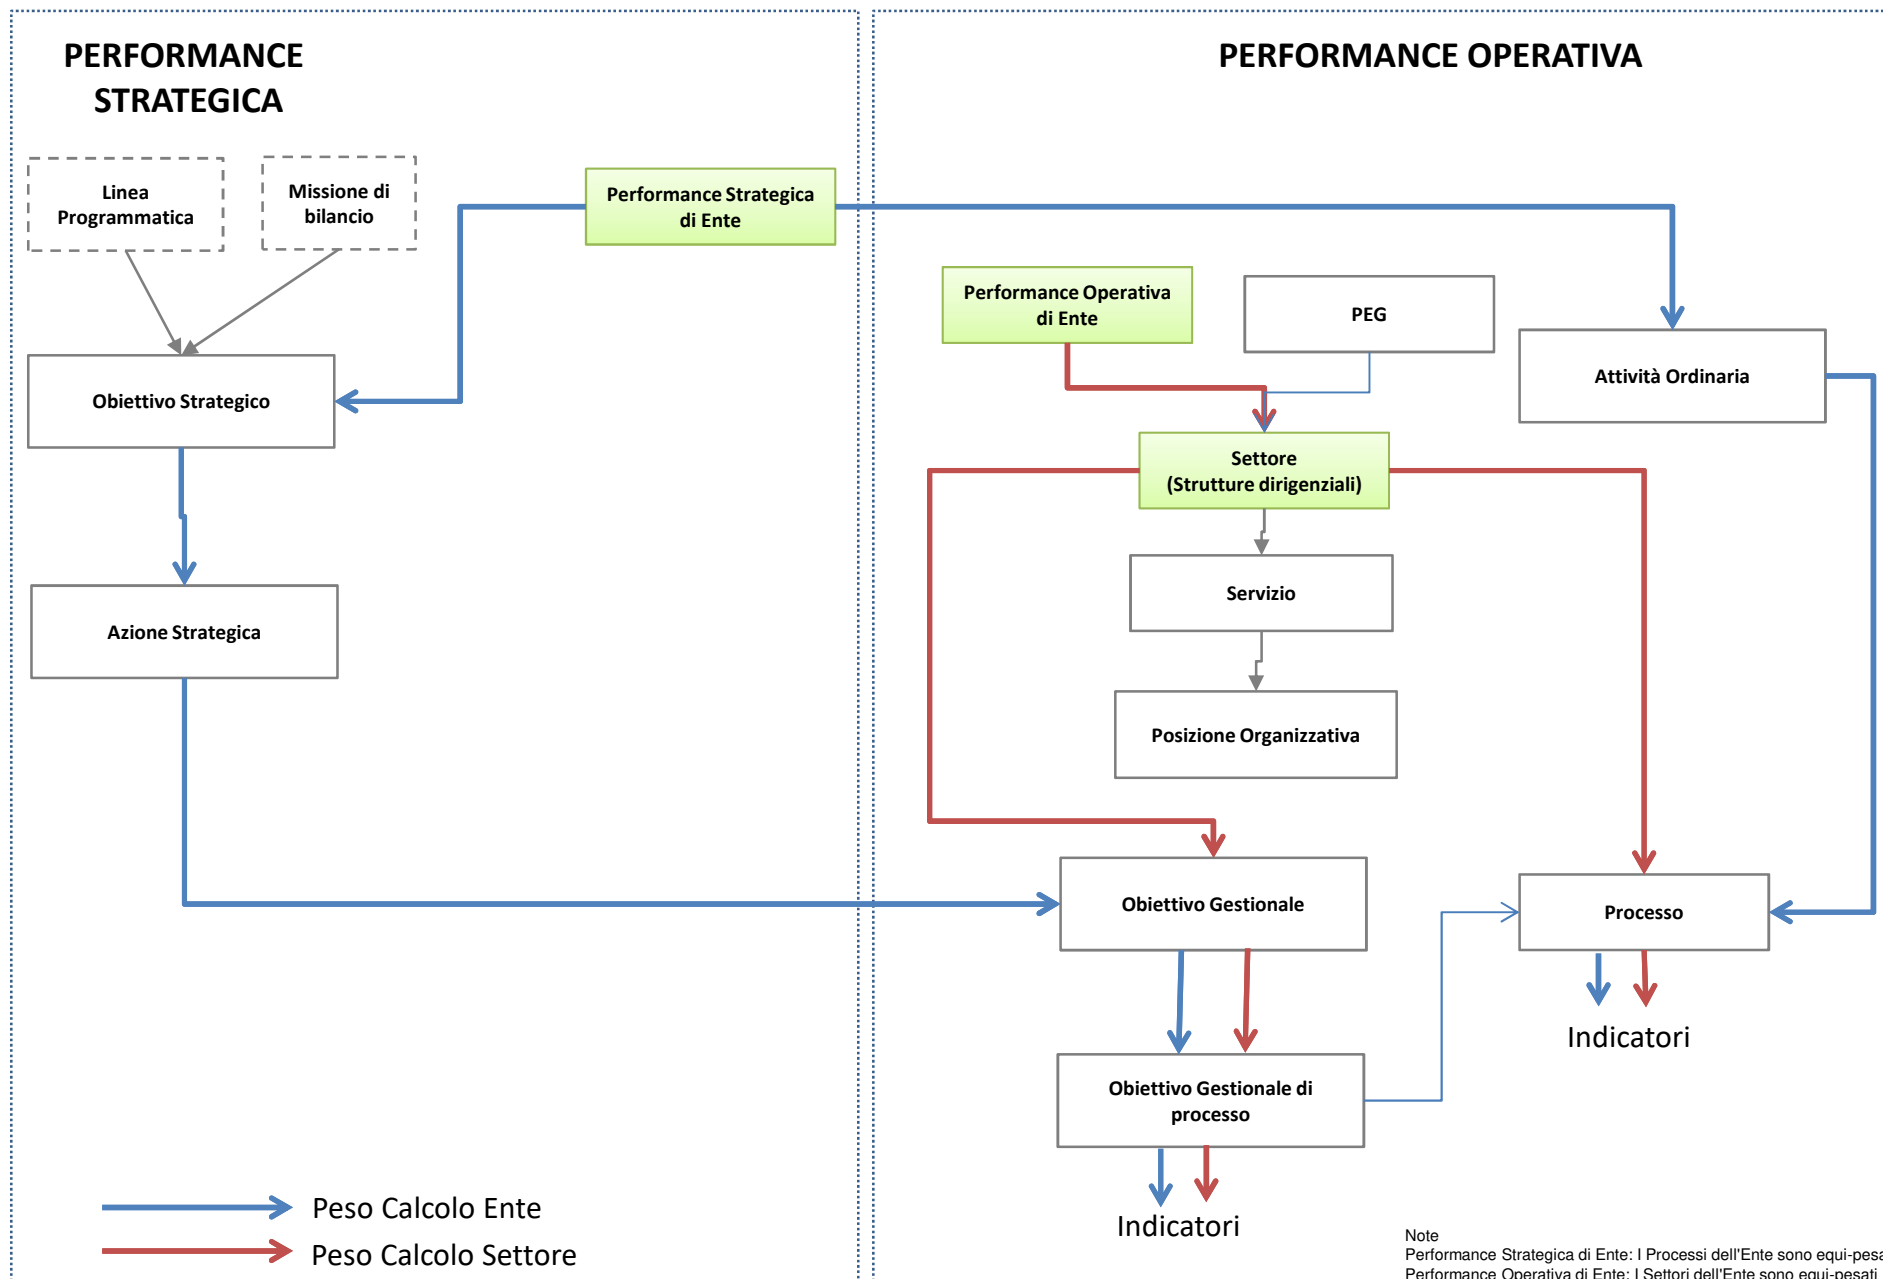 PERFORMANCE
STRATEGICA
PERFORMANCE OPERATIVA
Linea
Programmatica
Missione di
bilancio
Performance Strategica
di Ente
Performance Operativa
di Ente
PEG
Attività Ordinaria
Obiettivo Strategico
Settore
(Strutture dirigenziali)
Servizio
Azione Strategica
Posizione Organizzativa
Obiettivo Gestionale
Processo
Indicatori
Obiettivo Gestionale di
processo
Indicatori
Peso Calcolo Ente
Peso Calcolo Settore
Note
Performance Strategica di Ente: I Processi dell'Ente sono equi-pesa
Performance Operativa di Ente: I Settori dell'Ente sono equi-pesati